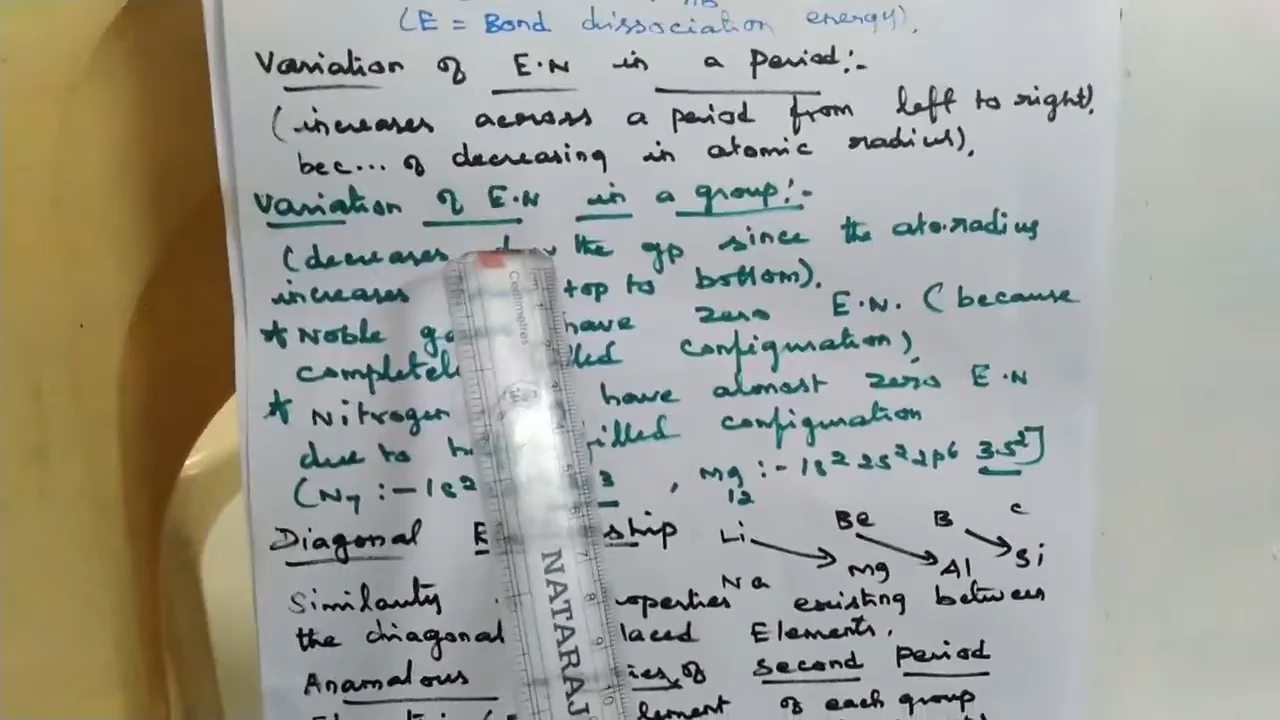 (E = Bond dissociation energy).
Variation of E.N in a period:-
(increases across a period from left to right).
bec... of decreasing in atomic radius).
Variation of E.N in a group:-
(decreases the gp since the ato.radius
increases top to bottom).
* Noble have zero E.N. (because
configuration).
* Nitrogen have almost zero E.N
due to filled configuration
(N7 :- 1s2 3 , Mg :- 1s2 2s2 2p6 3s2]
12
Diagonal ship Li Be B C
Na Mg Al Si
Similarity existing between
the diagonal Elements.
Anamalous of second period
of each group
Centimetres
NATARAJ